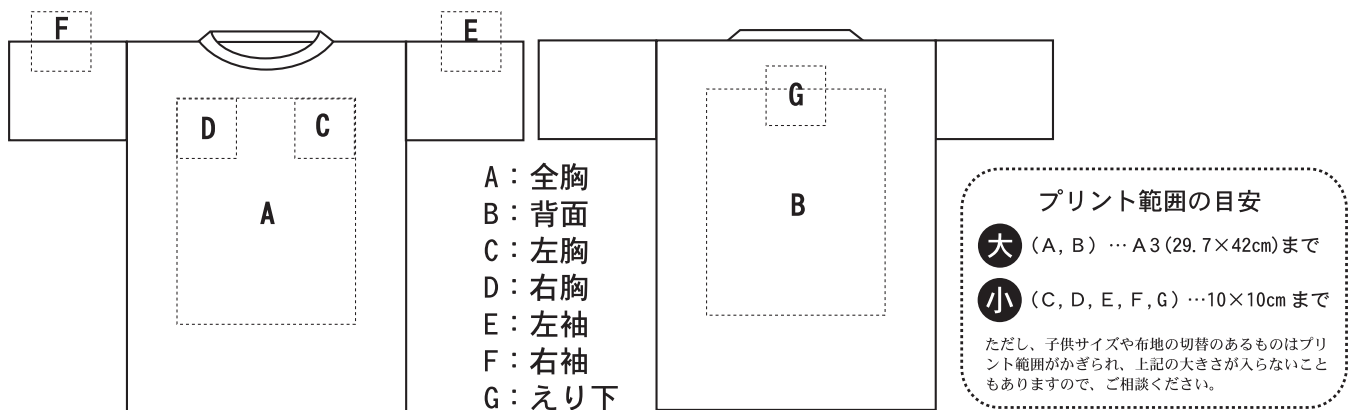 F
E
D
C
A
G
B
A：全胸
B：背面
C：左胸
D：右胸
E：左袖
F：右袖
G：えり下
プリント範囲の目安
大（A, B）… A3(29.7×42cm)まで
小（C, D, E, F, G）…10×10cm まで
ただし、子供サイズや布地の切替のあるものはプリ
ント範囲がかぎられ、上記の大きさが入らないこと
もありますので、ご相談ください。